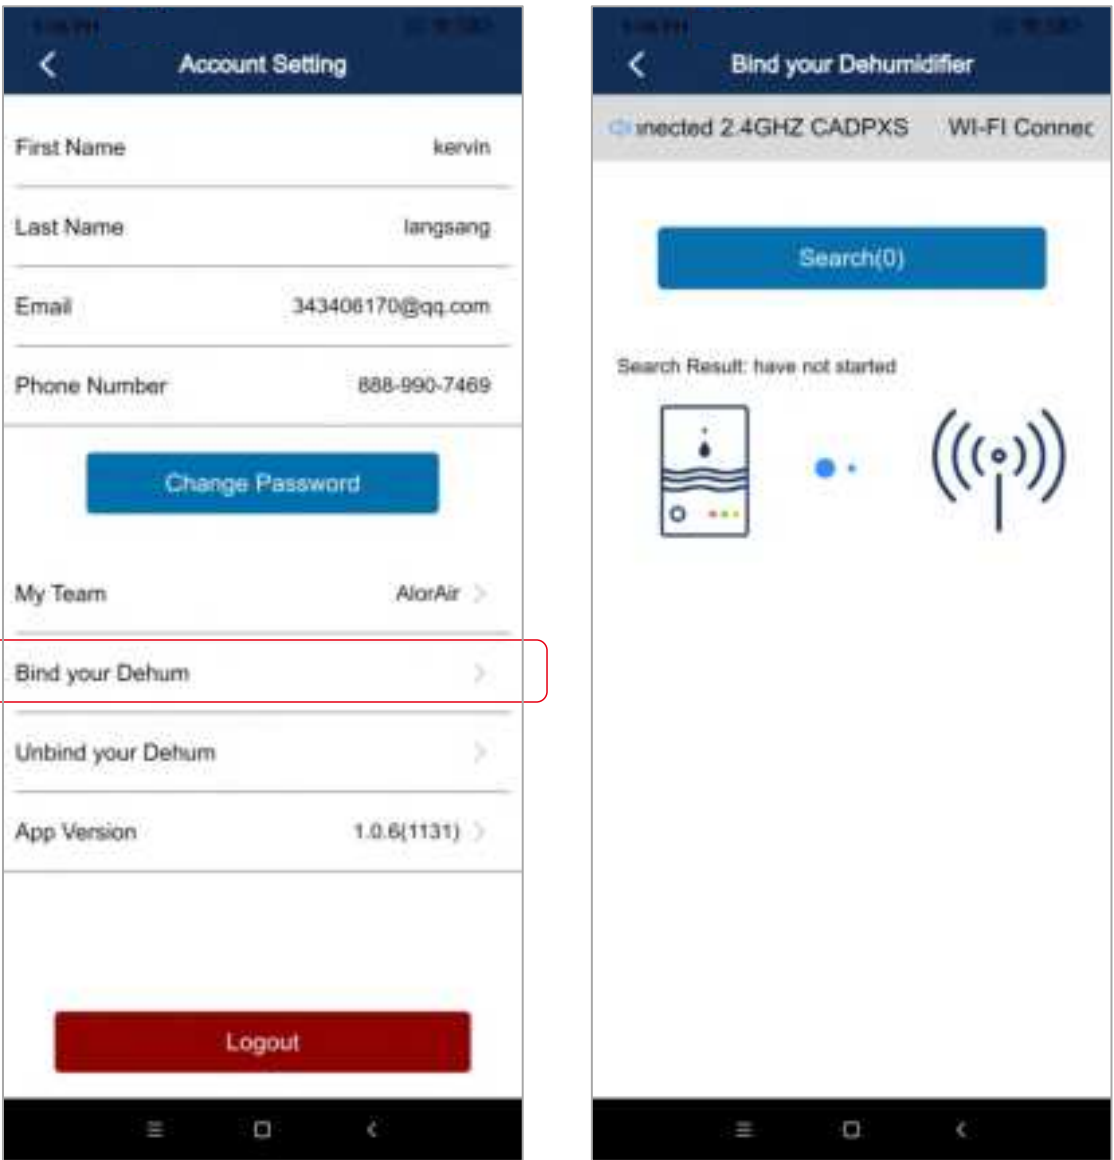 Account Setting
First Name kervin
Last Name langsang
Email 343406170@qq.com
Phone Number 888-990-7469
Change Password
My Team AlorAir
Bind your Dehum
Unbind your Dehum
App Version 1.0.6(1131)
Logout
Bind your Dehumidifier
nnected 2.4GHZ CADPXS WI-FI Connec
Search(0)
Search Result: have not started